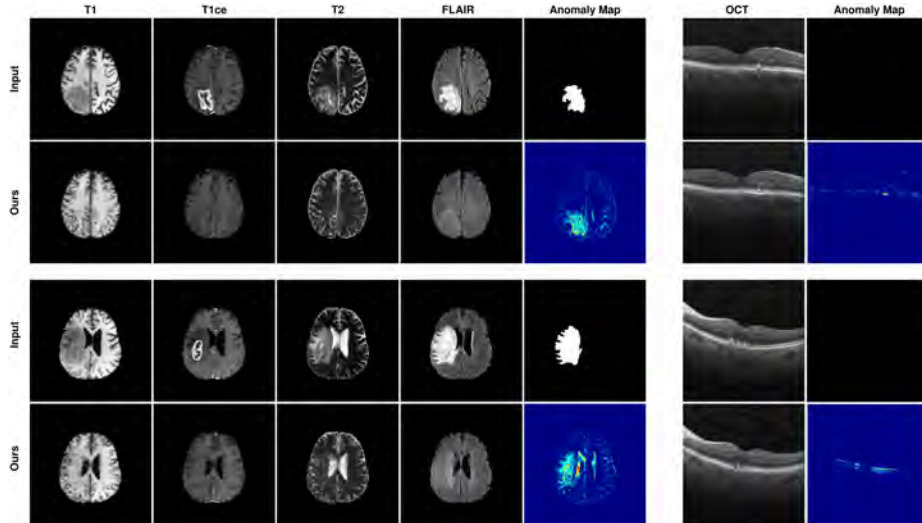 T1 T1ce T2 FLAIR Anomaly Map OCT Anomaly Map
Input
Ours
Input
Ours